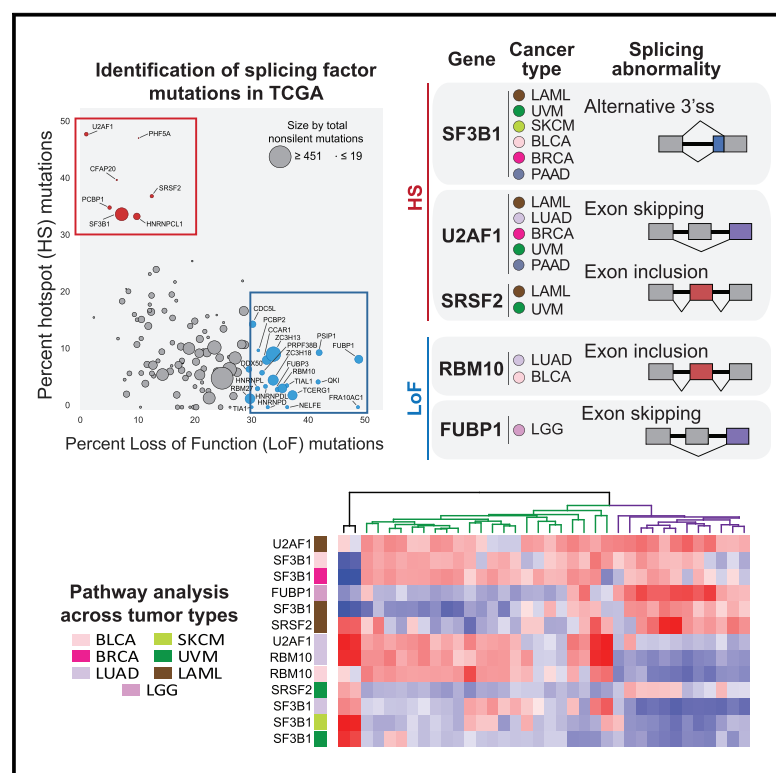 Identification of splicing factor
mutations in TCGA
Percent hotspot (HS) mutations
50
40
30
20
10
0
0
10
20
30
40
50
Percent Loss of Function (LoF) mutations
Size by total
nonsilent mutations
≥ 451
≤ 19
U2AF1
PHF5A
CFAP20
SRSF2
PCBP1
SF3B1
HNRNPCL1
CDC5L
PCBP2
CCAR1
ZC3H13
PSIP1
PRPF38B
FUBP1
ZC3H18
DDX50
FUBP3
RBM10
HNRNPL
TIAL1
QKI
RBM27
TCERG1
HNRNPDL
FRA10AC1
HNRNPD
NELFE
TIA1
Gene
Cancer
type
Splicing
abnormality
HS
SF3B1
LAML
UVM
SKCM
BLCA
BRCA
PAAD
Alternative 3'ss
U2AF1
LAML
LUAD
BRCA
UVM
PAAD
Exon skipping
SRSF2
LAML
UVM
Exon inclusion
LoF
RBM10
LUAD
BLCA
Exon inclusion
FUBP1
LGG
Exon skipping
Pathway analysis
across tumor types
BLCA
SKCM
BRCA
UVM
LUAD
LAML
LGG
U2AF1
SF3B1
SF3B1
FUBP1
SF3B1
SRSF2
U2AF1
RBM10
RBM10
SRSF2
SF3B1
SF3B1
SF3B1